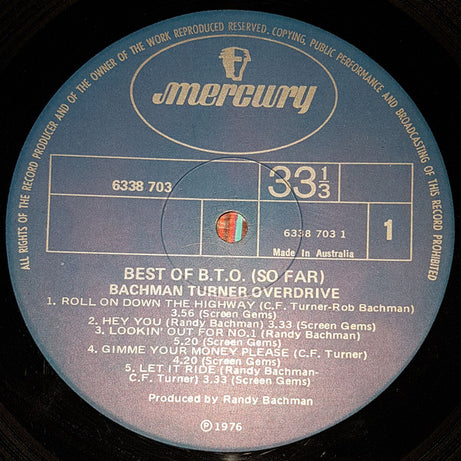 ALL RIGHTS OF THE RECORD PRODUCER AND OF THE OWNER OF THE WORK REPRODUCED RESERVED. COPYING, PUBLIC PERFORMANCE AND BROADCASTING OF THIS RECORD PROHIBITED
mercury
6338 703
33 1/3
6338 703 1
1
Made in Australia
BEST OF B.T.O. (SO FAR)
BACHMAN TURNER OVERDRIVE
1. ROLL ON DOWN THE HIGHWAY (C.F. Turner-Rob Bachman)
3.56 (Screen Gems)
2. HEY YOU (Randy Bachman) 3.33 (Screen Gems)
3. LOOKIN' OUT FOR NO.1 (Randy Bachman)
5.20 (Screen Gems)
4. GIMME YOUR MONEY PLEASE (C.F. Turner)
4.20 (Screen Gems)
5. LET IT RIDE (Randy Bachman-
C.F. Turner) 3.33 (Screen Gems)
Produced by Randy Bachman
℗1976